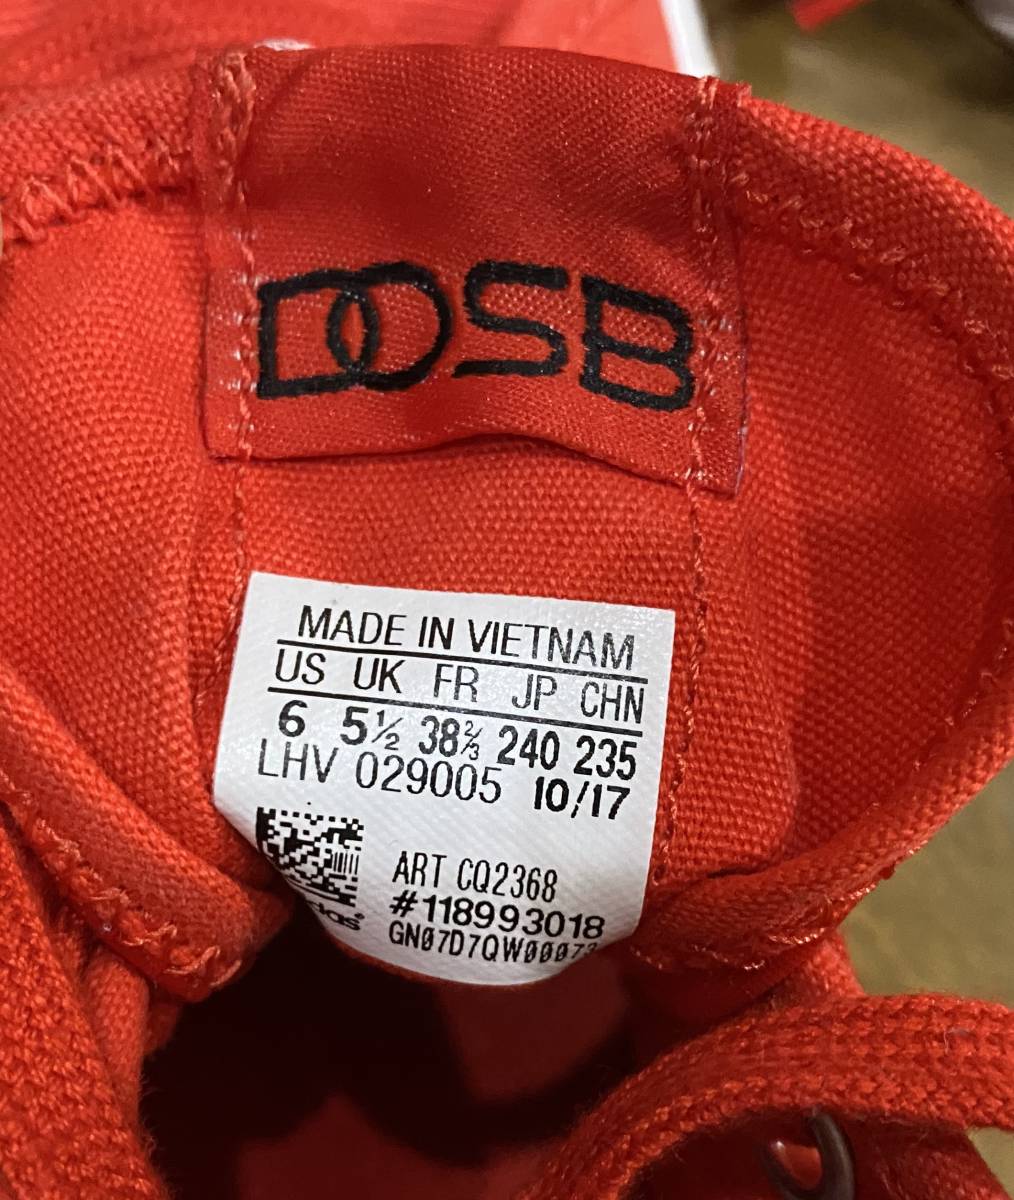 DOSB
MADE IN VIETNAM
US UK FR JP CHN
6 5½ 38⅔ 240 235
LHV 029005 10/17
ART CQ2368
#118993018